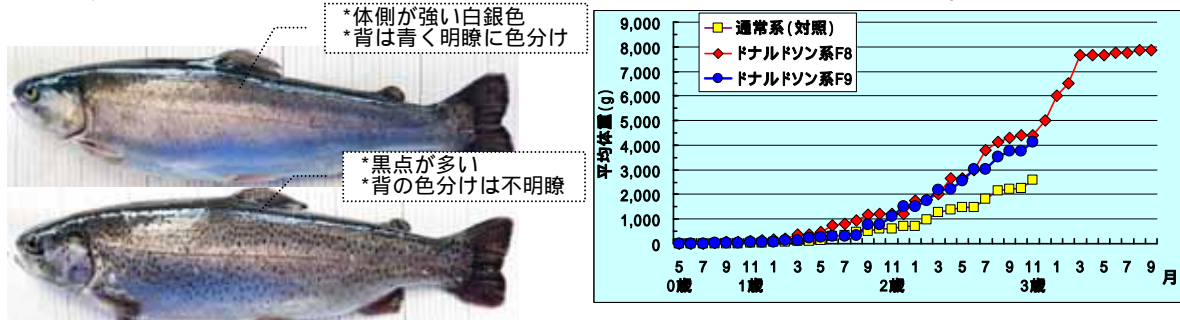 *体側が強い白銀色
*背は青く明瞭に色分け
*黒点が多い
*背の色分けは不明瞭
通常系(対照)
ドナルドソン系F8
ドナルドソン系F9
平均体重(g)
9,000
8,000
7,000
6,000
5,000
4,000
3,000
2,000
1,000
0
5 7 9 11 1 3 5 7 9 11 1 3 5 7 9 11 1 3 5 7 9 月
0歳 1歳 2歳 3歳